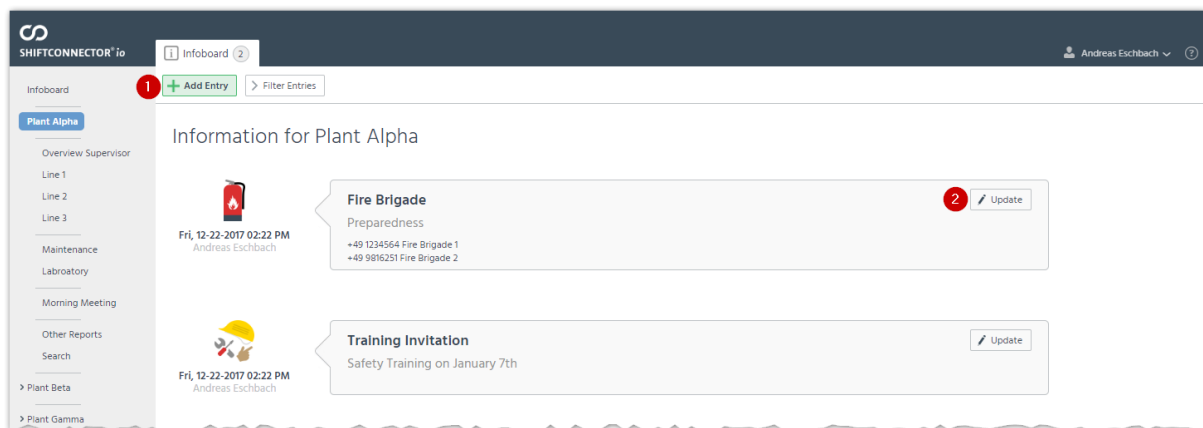 SHIFTCONNECTOR® io
i Infoboard 2
Andreas Eschbach ?
Infoboard
1 + Add Entry > Filter Entries
Plant Alpha
Information for Plant Alpha
Overview Supervisor
Line 1
Line 2
Line 3
Maintenance
Labroatory
Morning Meeting
Other Reports
Search
> Plant Beta
> Plant Gamma
Fri, 12-22-2017 02:22 PM
Andreas Eschbach
Fire Brigade
2 Update
Preparedness
+49 1234564 Fire Brigade 1
+49 9816251 Fire Brigade 2
Fri, 12-22-2017 02:22 PM
Andreas Eschbach
Training Invitation
Update
Safety Training on January 7th